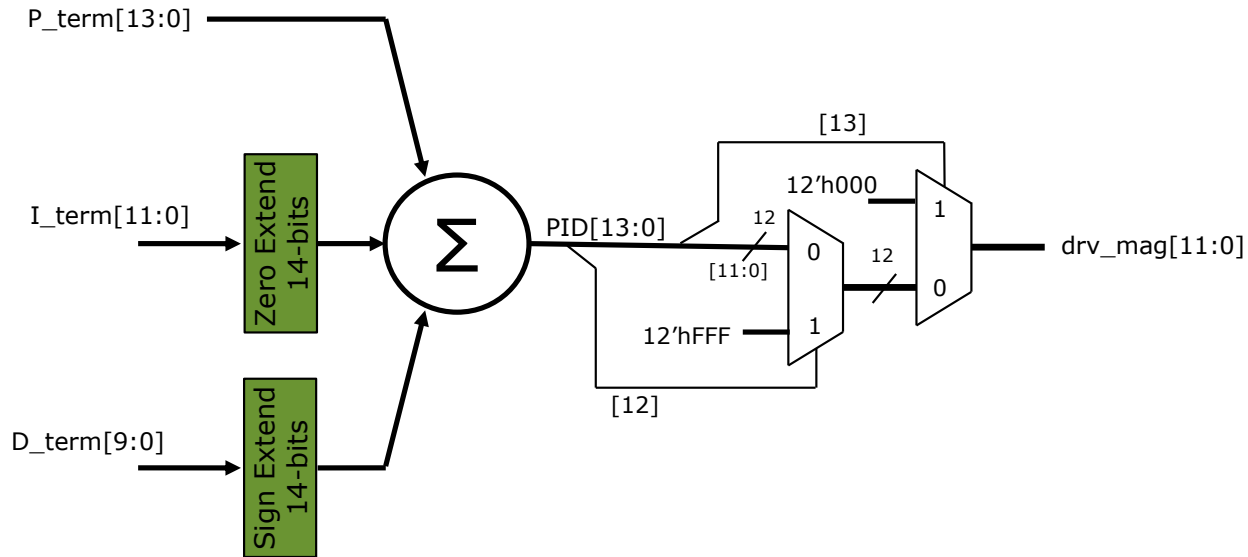 P_term[13:0]
[13]
12'h000
1
I_term[11:0]
Zero Extend
14-bits
Σ
PID[13:0]
12
[11:0]
0
12
0
drv_mag[11:0]
12'hFFF
1
[12]
D_term[9:0]
Sign Extend
14-bits